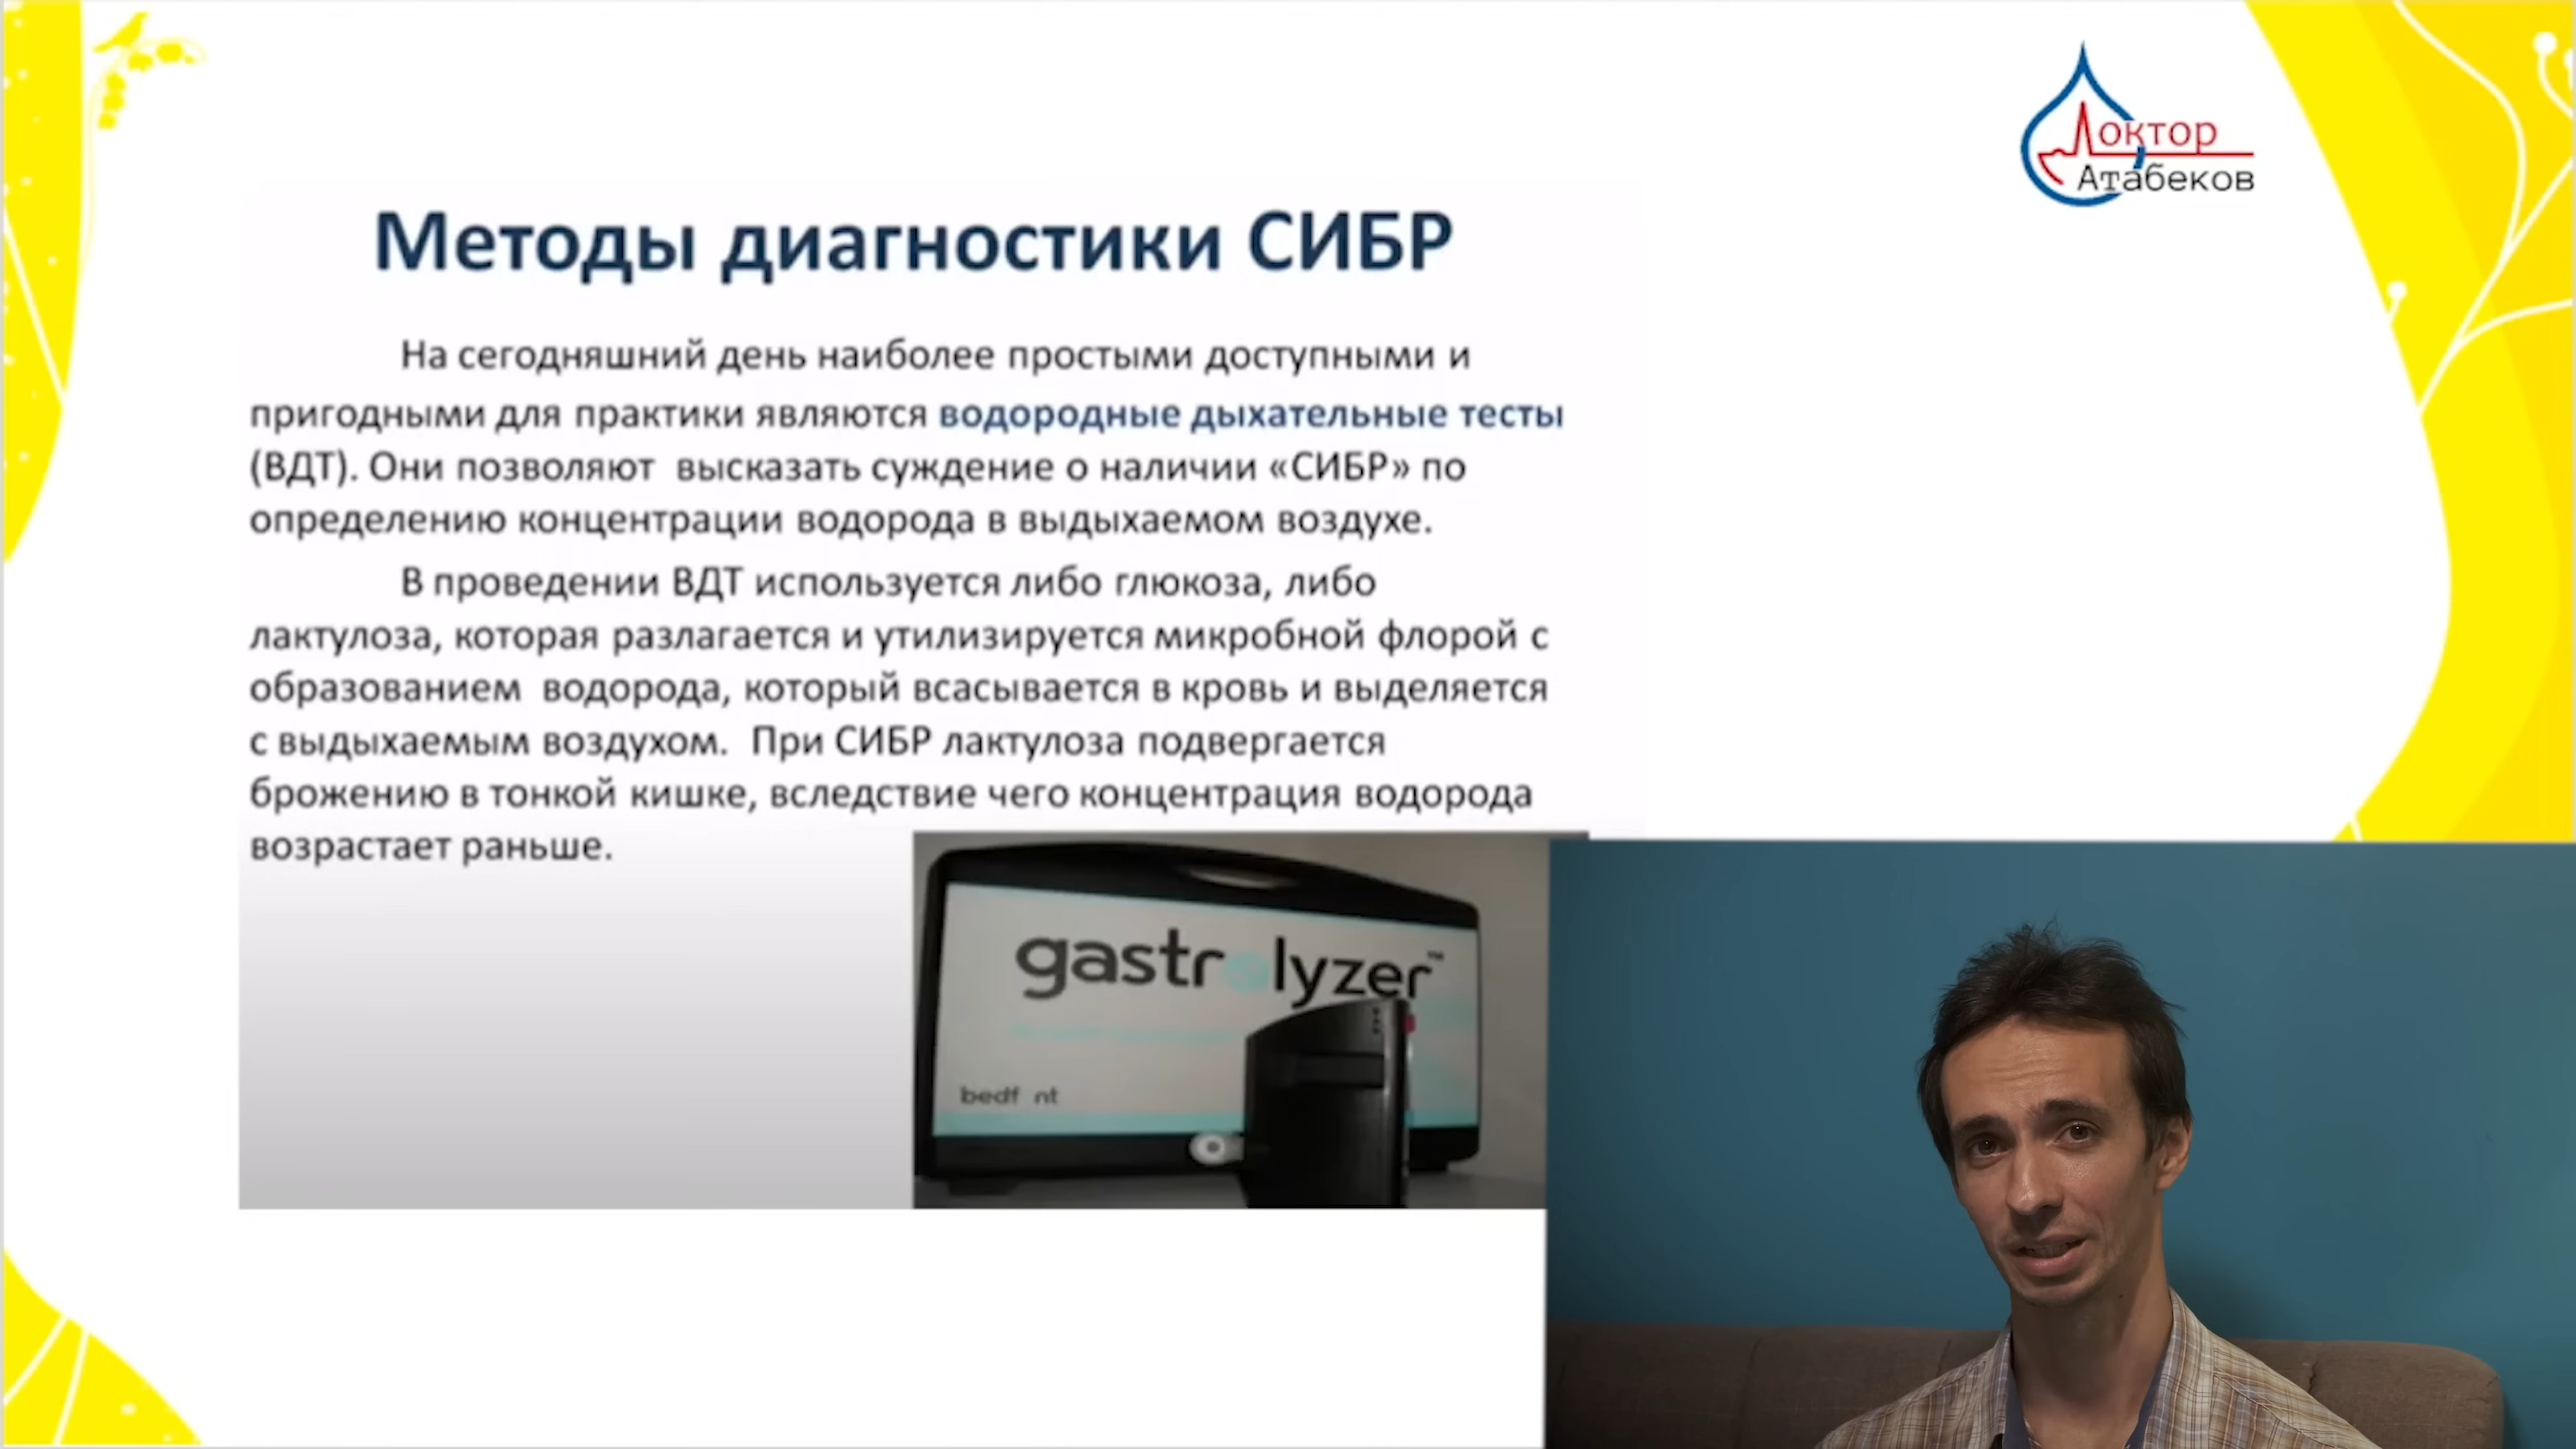 Доктор
Атабеков
Методы диагностики СИБР
На сегодняшний день наиболее простыми доступными и
пригодными для практики являются водородные дыхательные тесты
(ВДТ). Они позволяют высказать суждение о наличии «СИБР» по
определению концентрации водорода в выдыхаемом воздухе.
В проведении ВДТ используется либо глюкоза, либо
лактулоза, которая разлагается и утилизируется микробной флорой с
образованием водорода, который всасывается в кровь и выделяется
с выдыхаемым воздухом. При СИБР лактулоза подвергается
брожению в тонкой кишке, вследствие чего концентрация водорода
возрастает раньше.
gastrolyzer™
bedfont